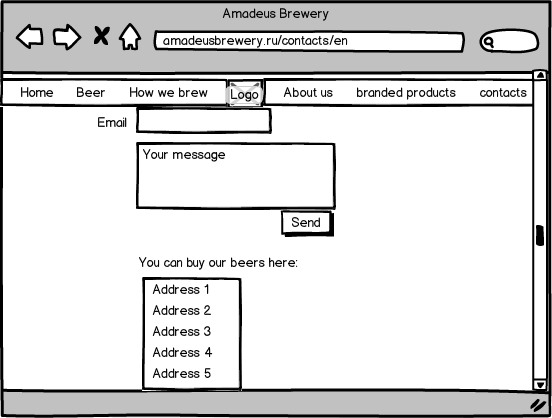 Amadeus Brewery
amadeusbrewery.ru/contacts/en
Home Beer How we brew Logo About us branded products contacts
Email
Your message
Send
You can buy our beers here:
Address 1
Address 2
Address 3
Address 4
Address 5